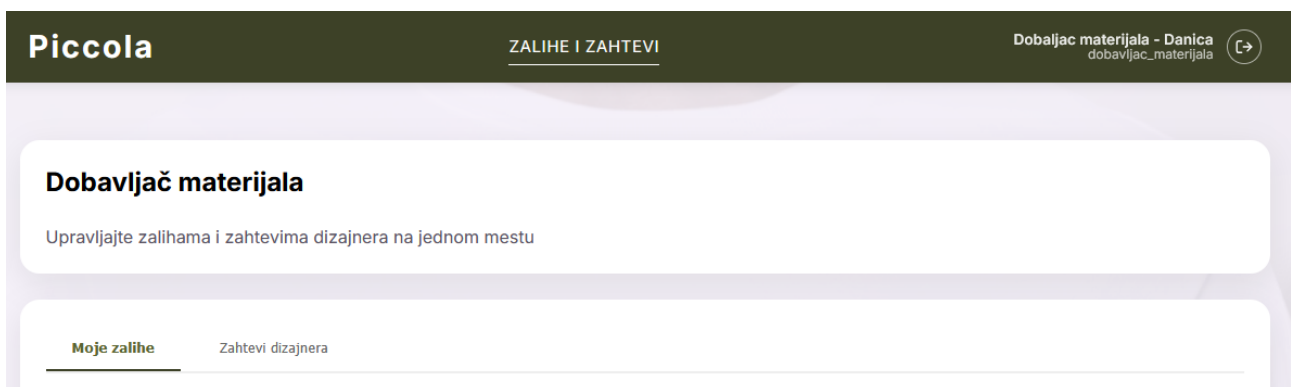 Piccola
ZALIHE I ZAHTEVI
Dobaljac materijala - Danica
dobavljac_materijala
Dobavljač materijala
Upravljajte zalihama i zahtevima dizajnera na jednom mestu
Moje zalihe
Zahtevi dizajnera